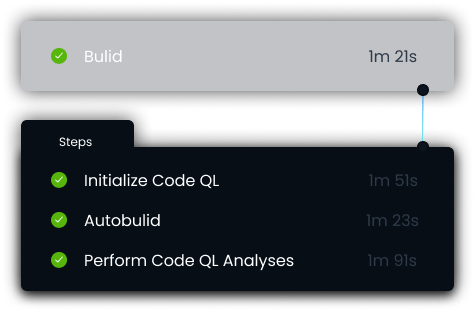 Bulid 1m 21s
Steps
Initialize Code QL 1m 51s
Autobulid 1m 23s
Perform Code QL Analyses 1m 91s